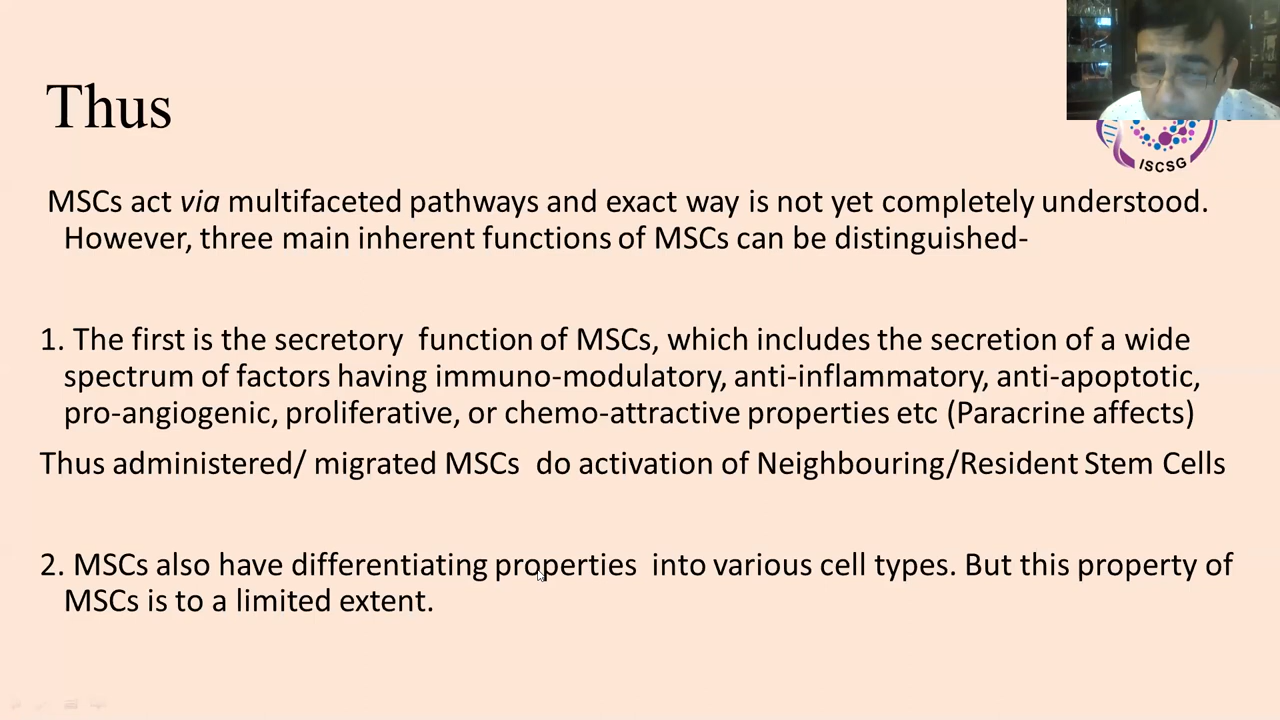 Thus
MSCs act via multifaceted pathways and exact way is not yet completely understood.
However, three main inherent functions of MSCs can be distinguished-
1. The first is the secretory function of MSCs, which includes the secretion of a wide
spectrum of factors having immuno-modulatory, anti-inflammatory, anti-apoptotic,
pro-angiogenic, proliferative, or chemo-attractive properties etc (Paracrine affects)
Thus administered/ migrated MSCs do activation of Neighbouring/Resident Stem Cells
2. MSCs also have differentiating properties into various cell types. But this property of
MSCs is to a limited extent.
ISCSG